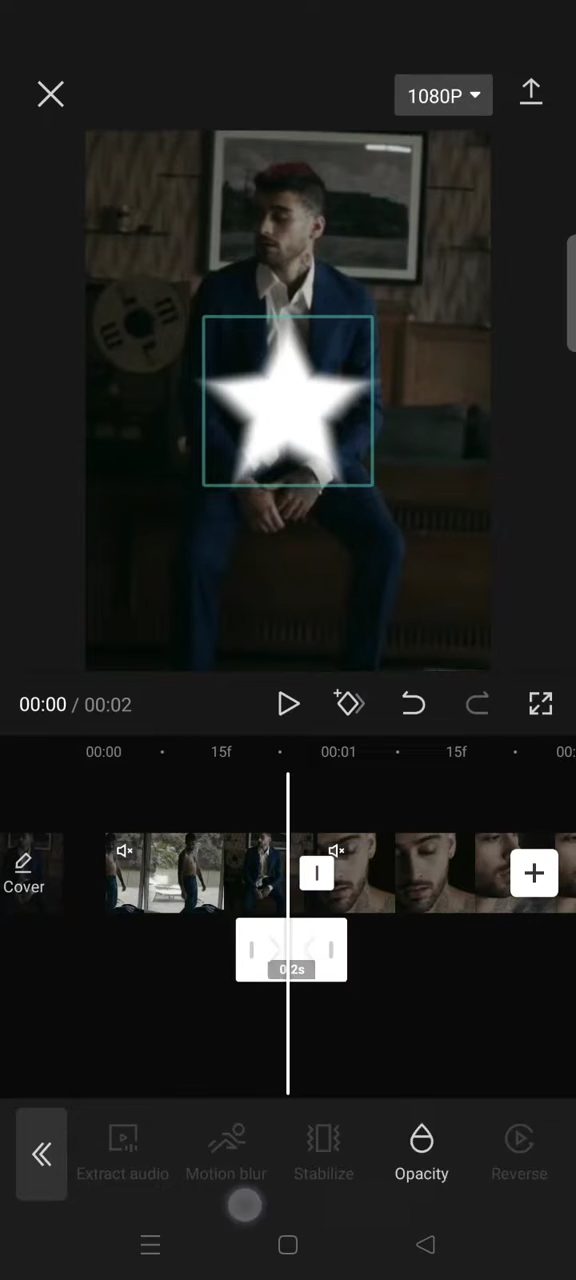 1080P
00:00 / 00:02
00:00 15f 00:01 15f 00:
Cover
0.2s
Extract audio Motion blur Stabilize Opacity Reverse